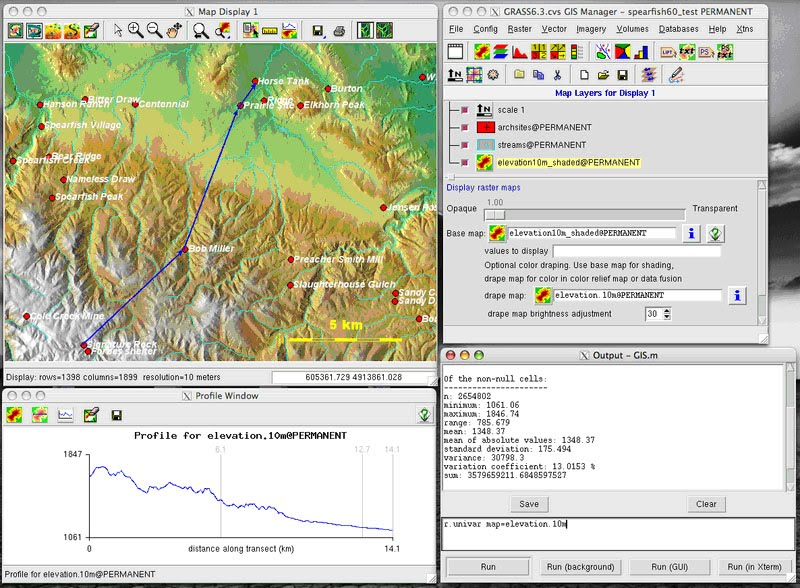 Map Display 1
Horse Tank
Burton
Bitter Draw
Hanson Ranch
Centennial
Prairie Site
Elkhorn Peak
Spearfish Village
Bear Ridge
Spearfish Creek
Nameless Draw
Spearfish Peak
Bob Miller
Preacher Smith Mill
Slaughterhouse Gulch
Cold Creek Mine
5 km
Signature Rock
Forbes Shelter
Display: rows=1398 columns=1899 resolution=10 meters
605361.729 4913861.028
Profile Window
Profile for elevation.10m@PERMANENT
1847
6.1
12.7
14.1
1061
0
distance along transect (km)
14.1
Profile for elevation.10m@PERMANENT
GRASS6.3.cvs GIS Manager - spearfish60_test PERMANENT
File Config Raster Vector Imagery Volumes Databases Help Xtns
Map Layers for Display 1
scale 1
archsites@PERMANENT
streams@PERMANENT
elevation10m_shaded@PERMANENT
Display raster maps
1.00
Opaque
Transparent
Base map: elevation10m_shaded@PERMANENT
values to display
Optional color draping. Use base map for shading,
drape map for color in color relief map or data fusion
drape map: elevation.10m@PERMANENT
drape map brightness adjustment 30
Output - GIS.m
Of the non-null cells:
----------------------
n: 2654802
minimum: 1061.06
maximum: 1846.74
range: 785.679
mean: 1348.37
mean of absolute values: 1348.37
standard deviation: 175.494
variance: 30798.3
variation coefficient: 13.0153 %
sum: 3579659211.6848597527
Save
Clear
r.univar map=elevation.10m
Run
Run (background)
Run (GUI)
Run (in Xterm)